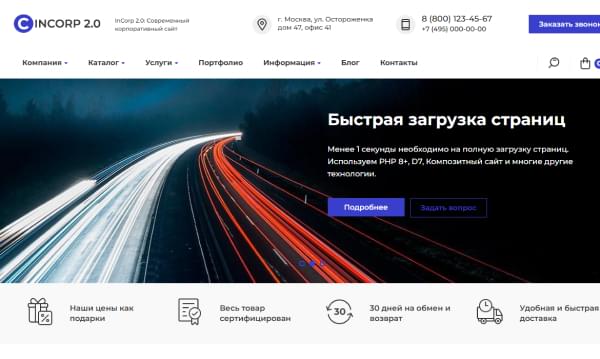 INCORP 2.0
InCorp 2.0: Современный
корпоративный сайт
г. Москва, ул. Остороженка
дом 47, офис 41
8 (800) 123-45-67
+7 (495) 000-00-00
Заказать звонок
Компания
Каталог
Услуги
Портфолио
Информация
Блог
Контакты
Быстрая загрузка страниц
Менее 1 секунды необходимо на полную загрузку страниц.
Используем PHP 8+, D7, Композитный сайт и многие другие
технологии.
Подробнее
Задать вопрос
Наши цены как
подарки
Весь товар
сертифицирован
30
30 дней на обмен и
возврат
Удобная и быстрая
доставка